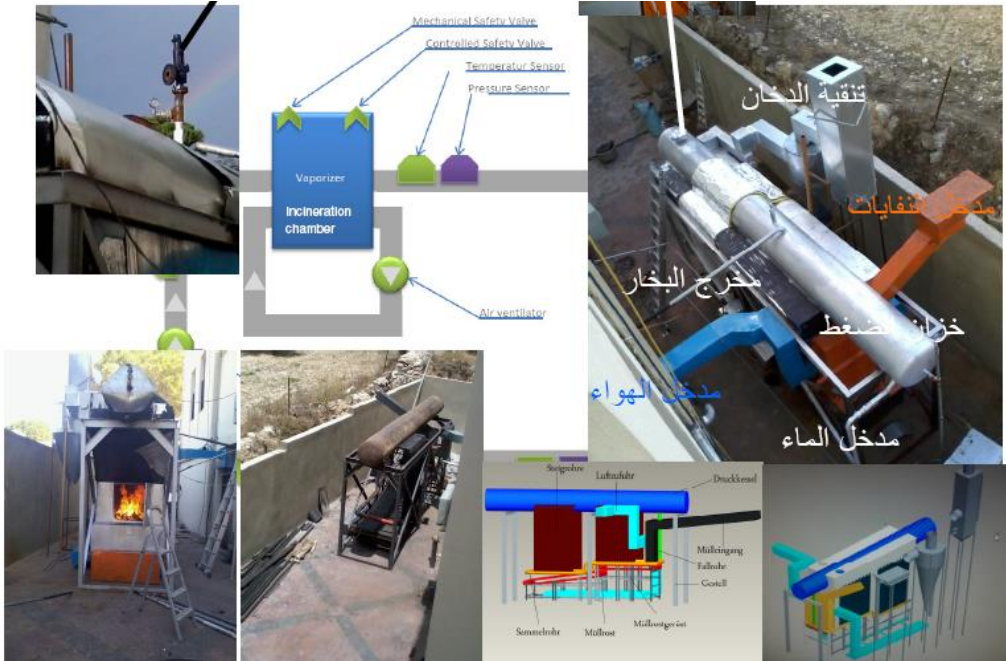 Mechanical Safety Valve
Controlled Safety Valve
Temperatur Sensor
Pressure Sensor
Vaporizer
Incineration
chamber
Air ventilator
تنقية الدخان
مدخل النفايات
مخرج البخار
خزان الضغط
مدخل الهواء
مدخل الماء
Steigrohre
Luftzufuhr
Druckkessel
Mülleingang
Fallrohr
Gestell
Sammelrohr
Müllrost
Müllrostgerüst